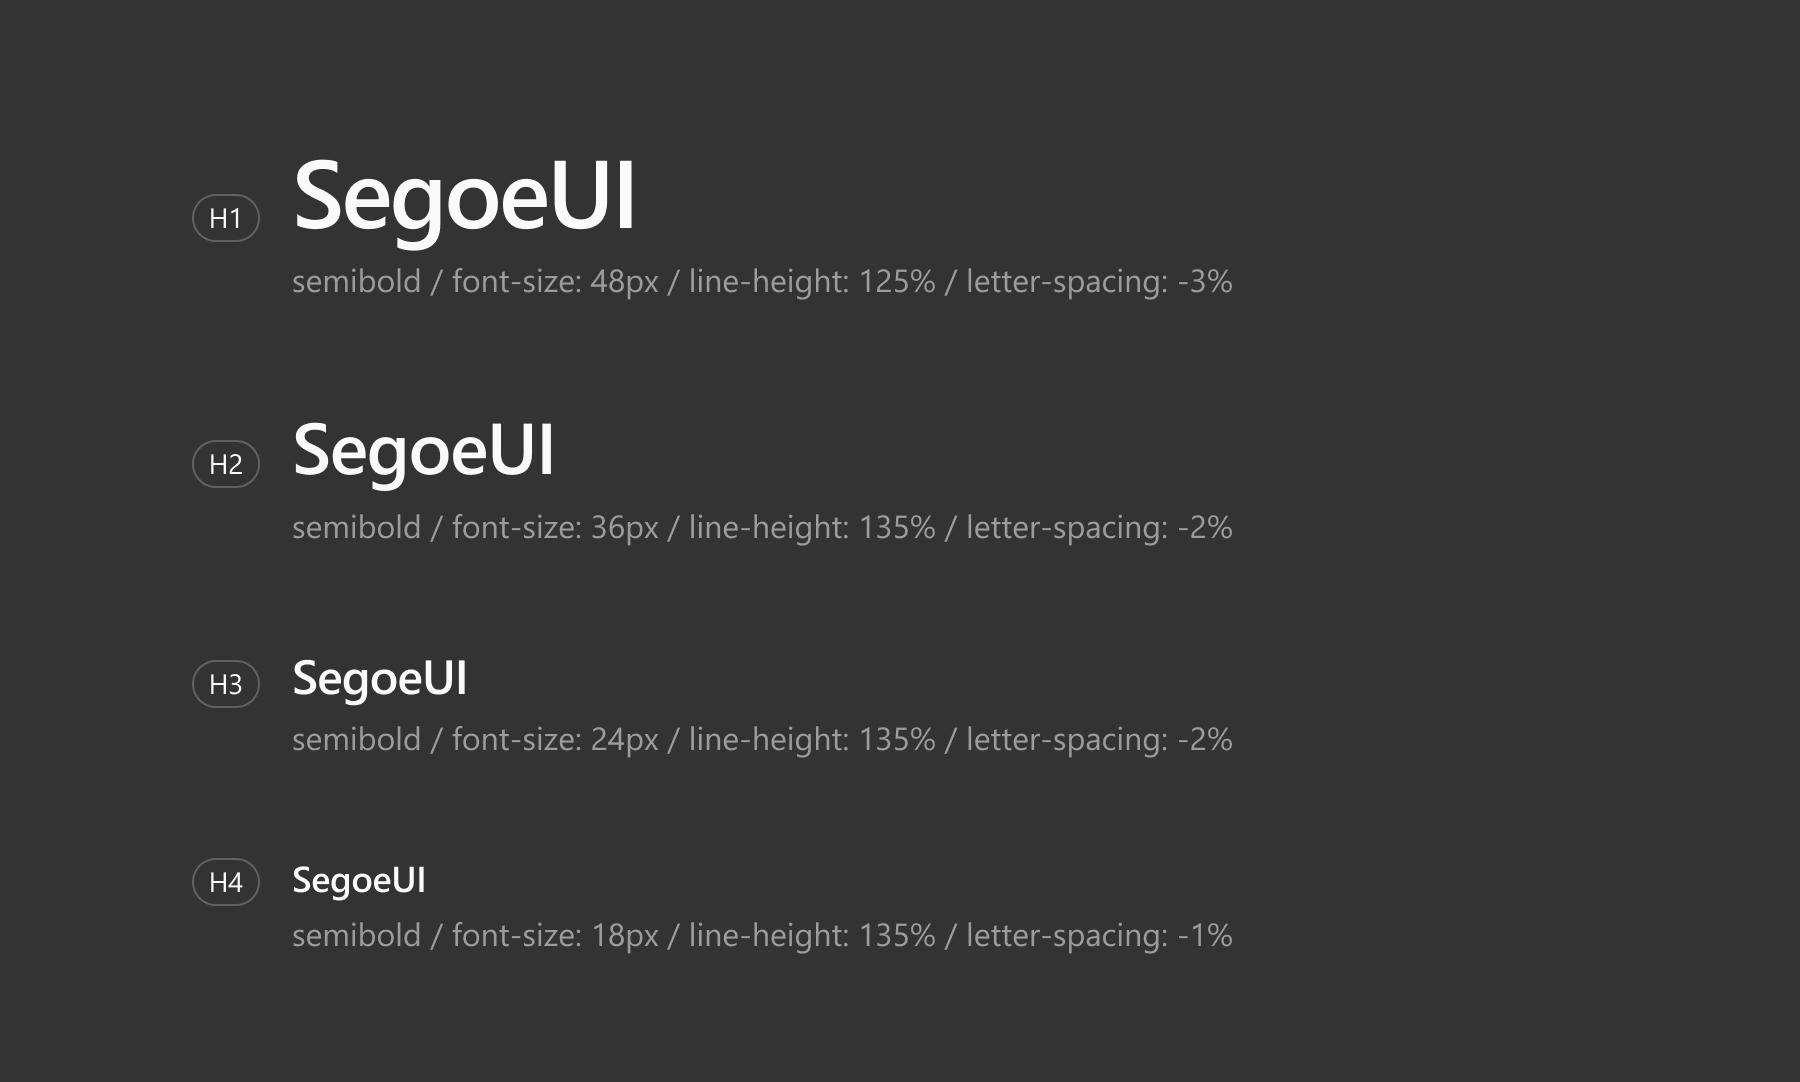 H1 SegoeUI
semibold / font-size: 48px / line-height: 125% / letter-spacing: -3%
H2 SegoeUI
semibold / font-size: 36px / line-height: 135% / letter-spacing: -2%
H3 SegoeUI
semibold / font-size: 24px / line-height: 135% / letter-spacing: -2%
H4 SegoeUI
semibold / font-size: 18px / line-height: 135% / letter-spacing: -1%